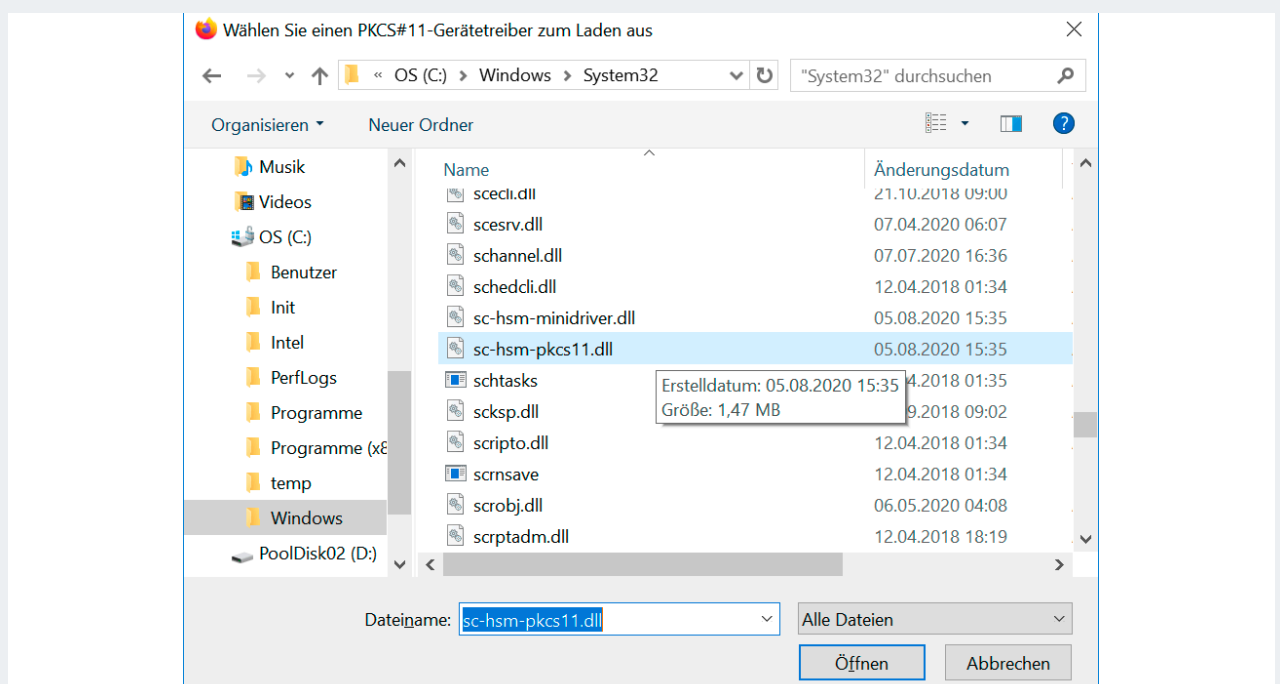 Wählen Sie einen PKCS#11-Gerätetreiber zum Laden aus
« OS (C:) > Windows > System32
"System32" durchsuchen
Organisieren
Neuer Ordner
Musik
Videos
OS (C:)
Benutzer
Init
Intel
PerfLogs
Programme
Programme (x8
temp
Windows
PoolDisk02 (D:)
Name Änderungsdatum
scecli.dll 21.10.2018 09:00
scesrv.dll 07.04.2020 06:07
schannel.dll 07.07.2020 16:36
schedcli.dll 12.04.2018 01:34
sc-hsm-minidriver.dll 05.08.2020 15:35
sc-hsm-pkcs11.dll 05.08.2020 15:35
schtasks 4.2018 01:35
scksp.dll 9.2018 09:02
scripto.dll 12.04.2018 01:34
scrnsave 12.04.2018 01:34
scrobj.dll 06.05.2020 04:08
scrptadm.dll 12.04.2018 18:19
Erstelldatum: 05.08.2020 15:35
Größe: 1,47 MB
Dateiname: sc-hsm-pkcs11.dll
Alle Dateien
Öffnen
Abbrechen